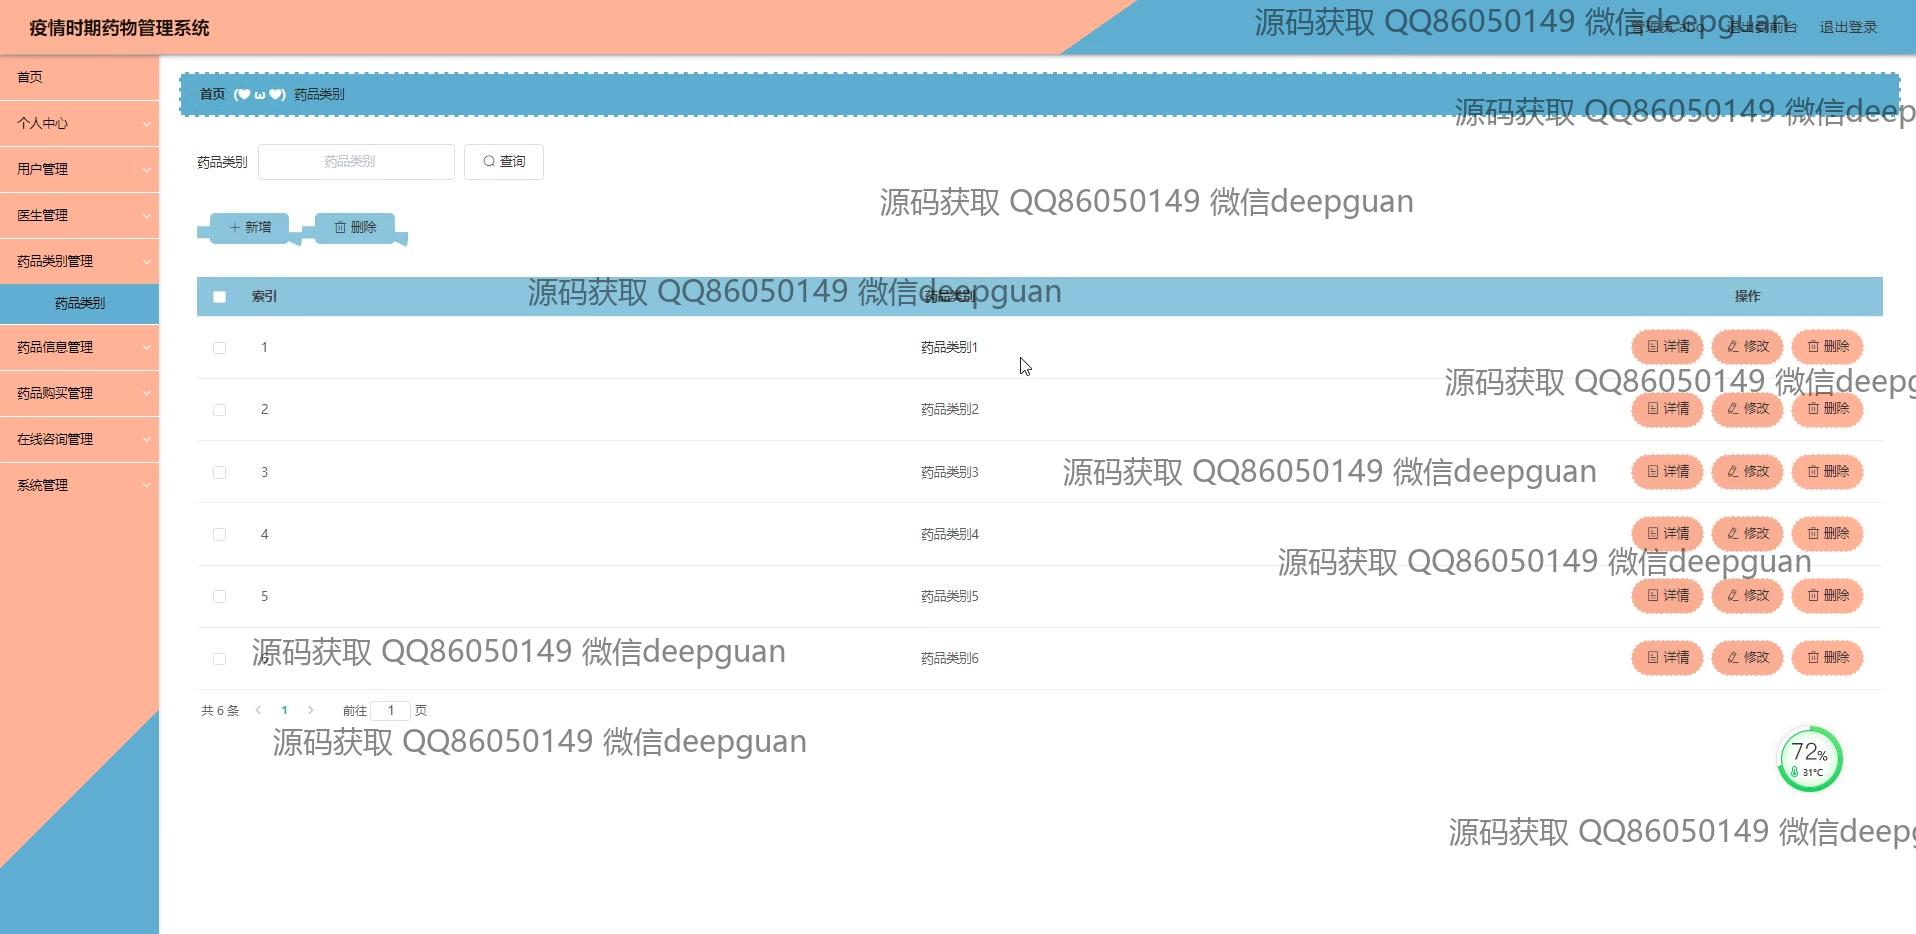 疫情时期药物管理系统
源码获取 QQ86050149 微信deepguan
管理员 abo 退出到前台 退出登录
首页
个人中心
用户管理
医生管理
药品类别管理
药品类别
药品信息管理
药品购买管理
在线咨询管理
系统管理
首页 (♥ω♥) 药品类别
源码获取 QQ86050149 微信deep
药品类别 药品类别 查询
源码获取 QQ86050149 微信deepguan
新增 删除
索引 药品类别 操作
源码获取 QQ86050149 微信deepguan
1 药品类别1 详情 修改 删除
源码获取 QQ86050149 微信deepg
2 药品类别2 详情 修改 删除
3 药品类别3 详情 修改 删除
源码获取 QQ86050149 微信deepguan
4 药品类别4 详情 修改 删除
源码获取 QQ86050149 微信deepguan
5 药品类别5 详情 修改 删除
药品类别6 详情 修改 删除
源码获取 QQ86050149 微信deepguan
共 6 条 1 前往 1 页
源码获取 QQ86050149 微信deepguan
72%
31°C
源码获取 QQ86050149 微信deepg